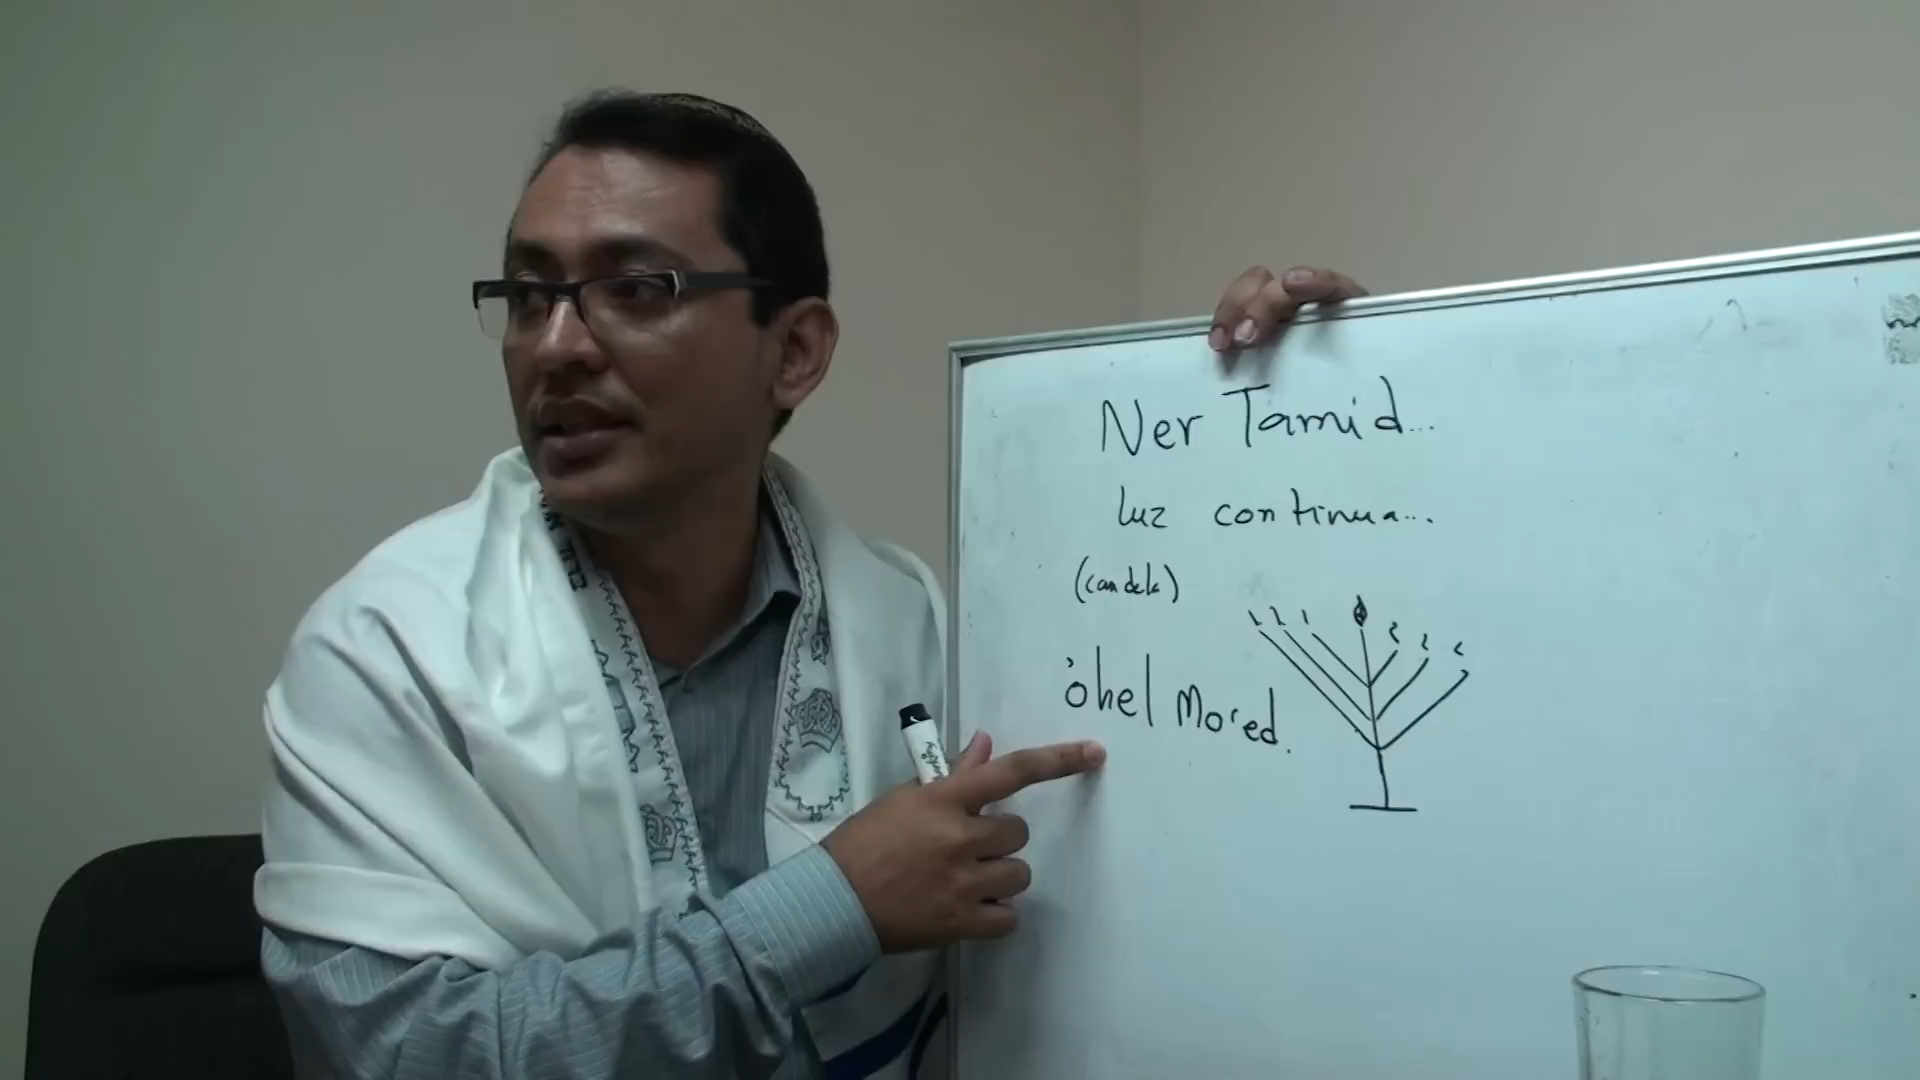 Ner Tamid...
luz continua...
(candela)
'ohel Mo'ed.